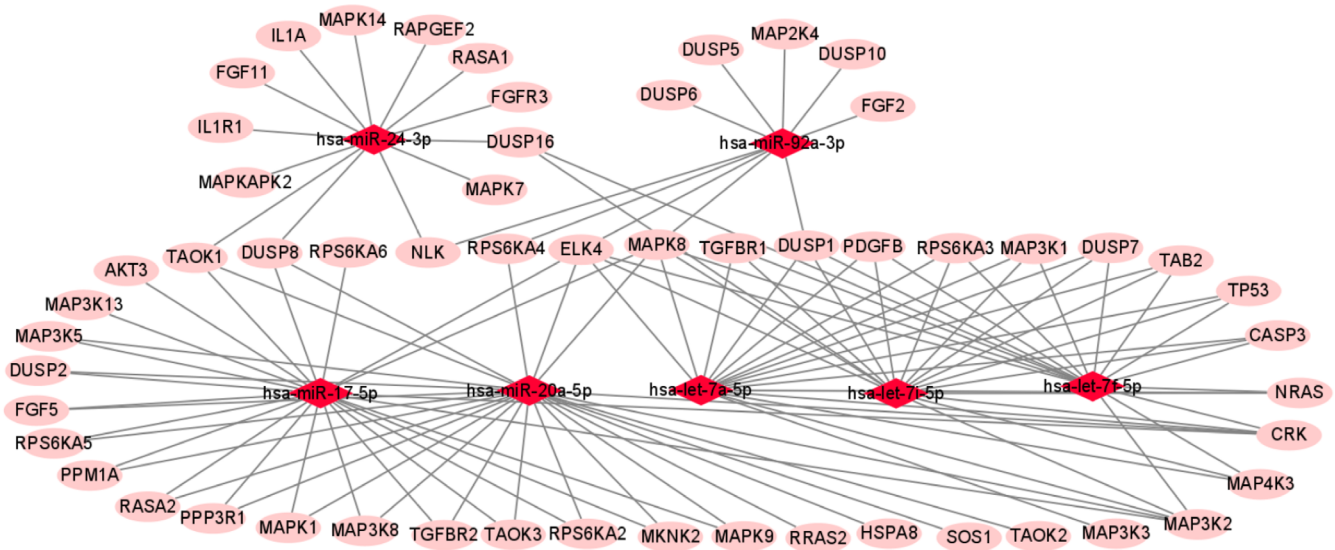 MAPK14
IL1A
RAPGEF2
RASA1
FGF11
FGFR3
IL1R1
hsa-miR-24-3p
DUSP16
MAPKAPK2
MAPK7
MAP2K4
DUSP5
DUSP10
DUSP6
FGF2
hsa-miR-92a-3p
TAOK1
DUSP8
RPS6KA6
NLK
RPS6KA4
ELK4
MAPK8
TGFBR1
DUSP1
PDGFB
RPS6KA3
MAP3K1
DUSP7
TAB2
AKT3
TP53
MAP3K13
MAP3K5
CASP3
DUSP2
hsa-miR-17-5p
hsa-miR-20a-5p
hsa-let-7a-5p
hsa-let-7i-5p
hsa-let-7f-5p
NRAS
FGF5
RPS6KA5
CRK
PPM1A
MAP4K3
RASA2
PPP3R1
MAPK1
MAP3K8
TGFBR2
TAOK3
RPS6KA2
MKNK2
MAPK9
RRAS2
HSPA8
SOS1
TAOK2
MAP3K3
MAP3K2